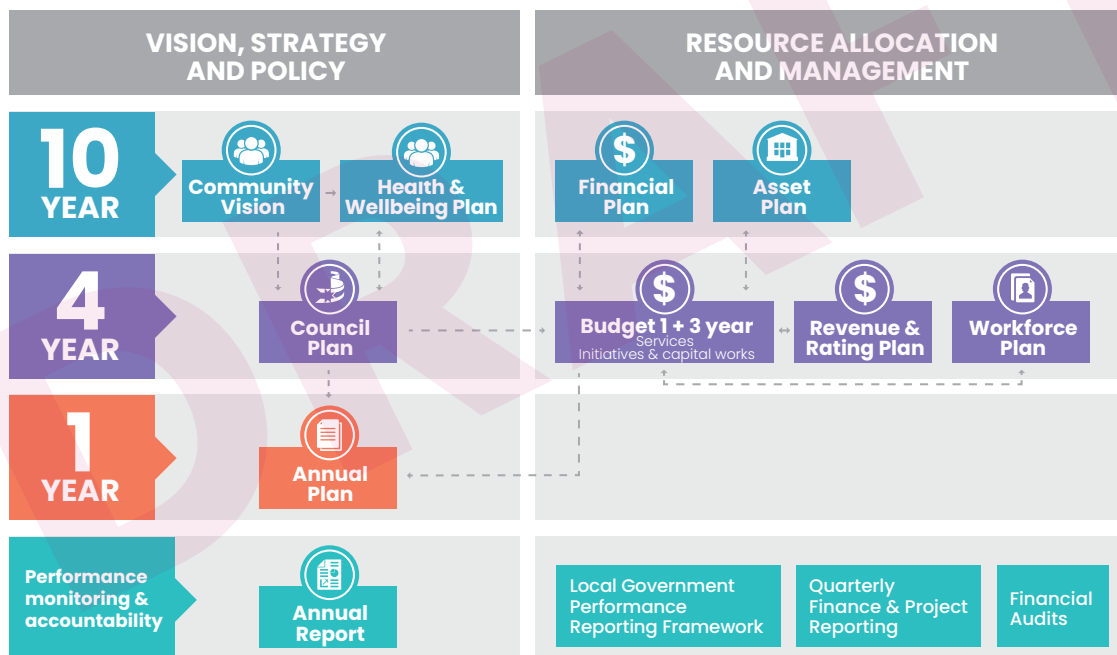 VISION, STRATEGY
AND POLICY
RESOURCE ALLOCATION
AND MANAGEMENT
10
YEAR
Community
Vision
Health &
Wellbeing Plan
Financial
Plan
Asset
Plan
4
YEAR
Council
Plan
Budget 1 + 3 year
Services
Initiatives & capital works
Revenue &
Rating Plan
Workforce
Plan
1
YEAR
Annual
Plan
Performance
monitoring &
accountability
Annual
Report
Local Government
Performance
Reporting Framework
Quarterly
Finance & Project
Reporting
Financial
Audits
DRAF